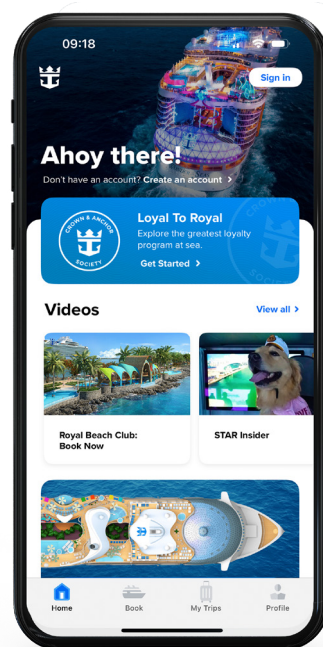 09:18
Sign in
Ahoy there!
Don't have an account? Create an account >
CROWN & ANCHOR
SOCIETY
Loyal To Royal
Explore the greatest loyalty
program at sea.
Get Started >
Videos
View all >
Royal Beach Club:
Book Now
STAR Insider
Home
Book
My Trips
Profile